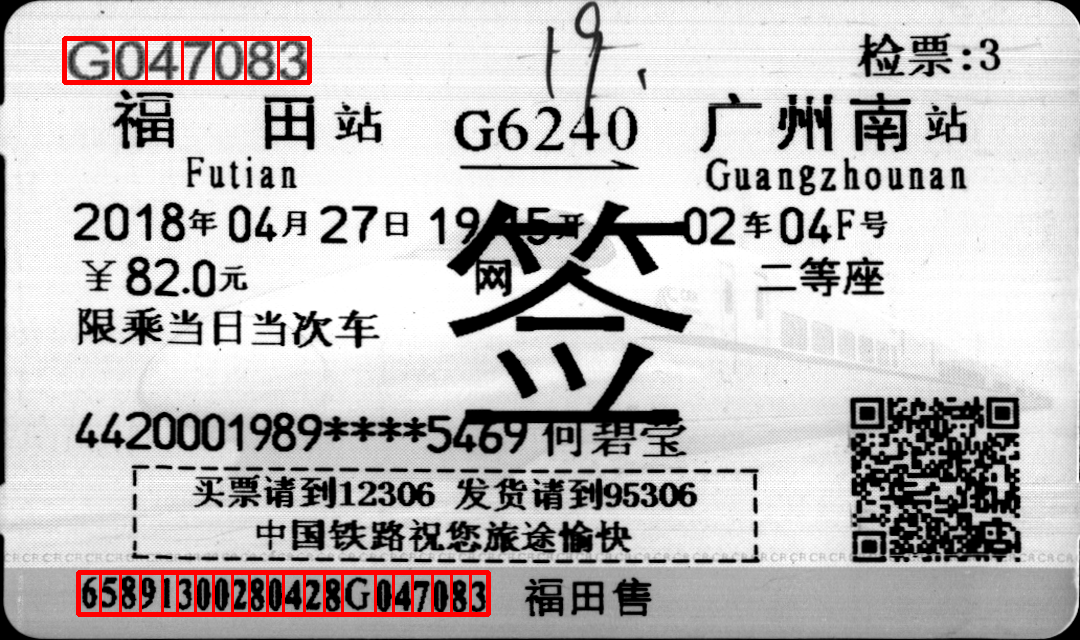 G047083 检票:3
福田站 G6240 广州南站
Futian Guangzhounan
2018年04月27日 19:15开 02车04F号
¥82.0元 网 二等座
限乘当日当次车
签
4420001989****5469 何碧莹
买票请到12306 发货请到95306
中国铁路祝您旅途愉快
65891300280428G047083 福田售